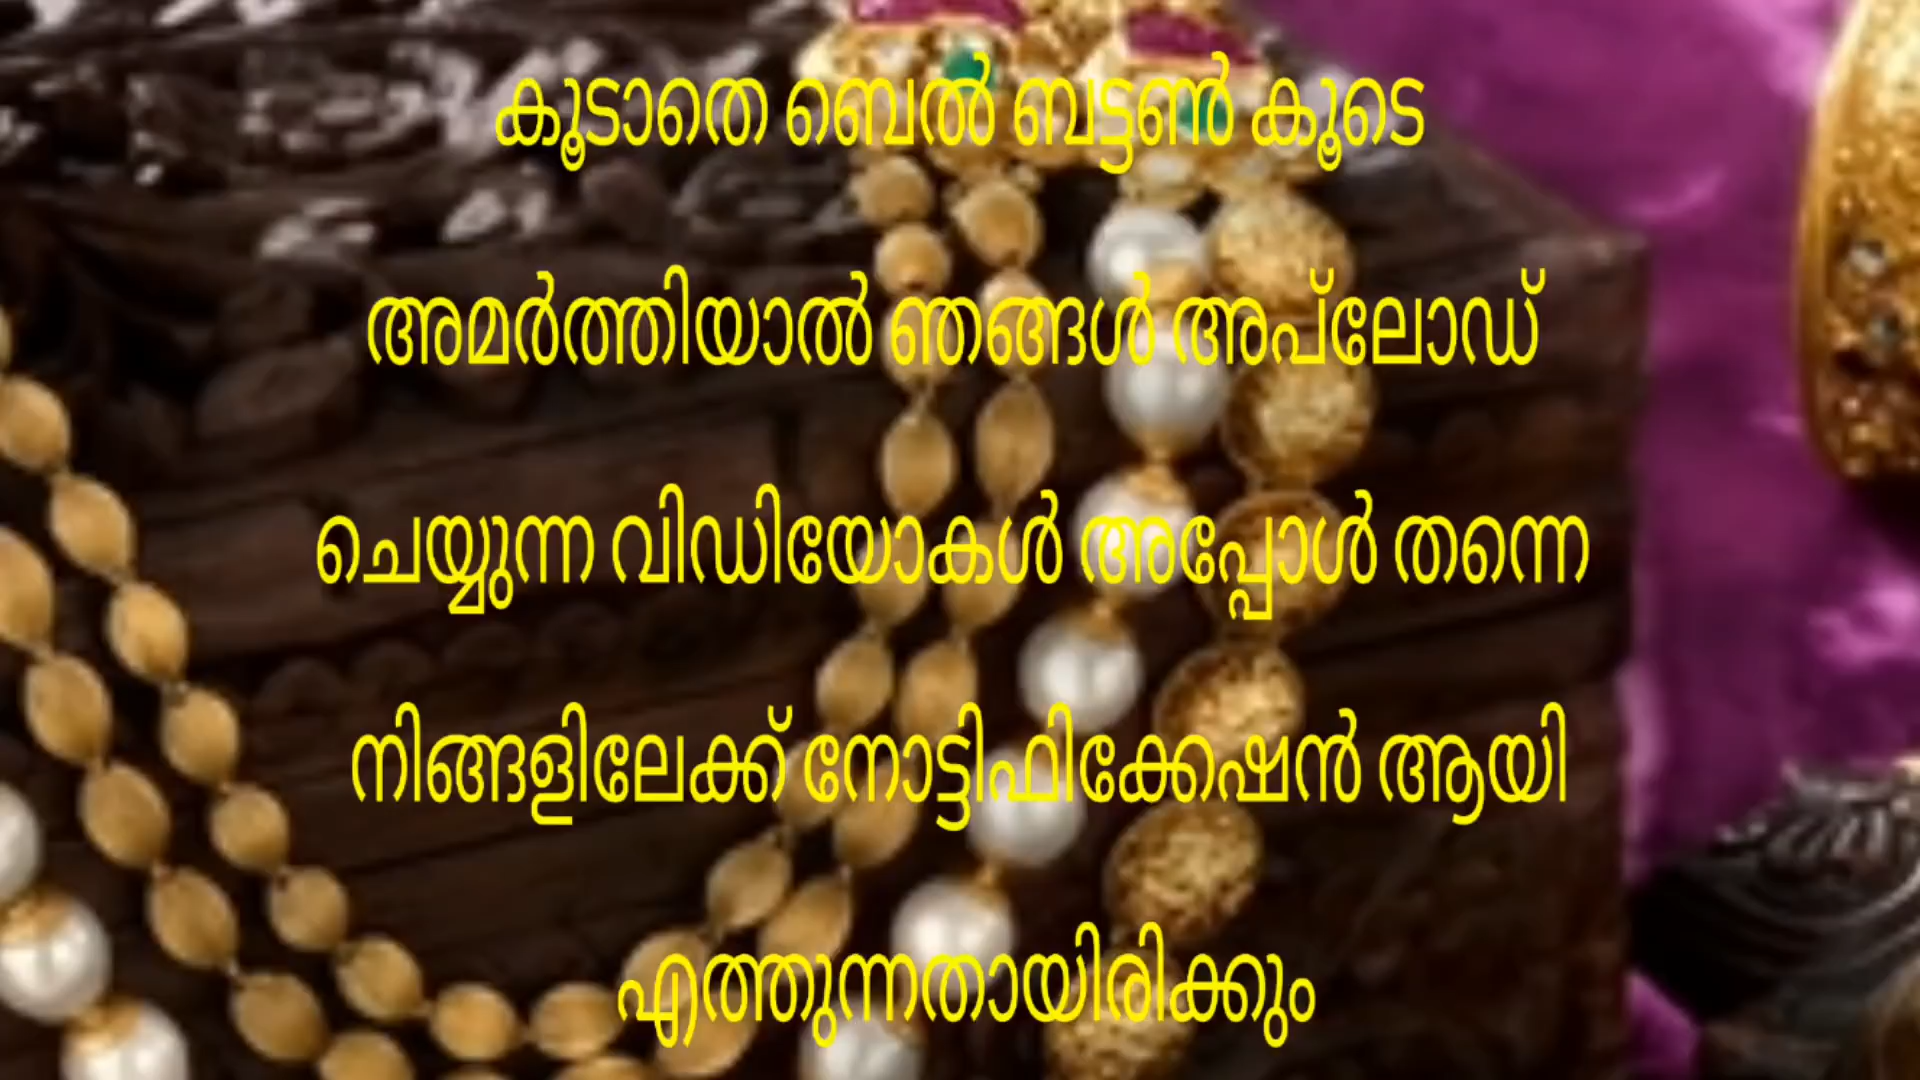 കൂടാതെ ബെൽ ബട്ടൺ കൂടെ
അമർത്തിയാൽ ഞങ്ങൾ അപ്ലോഡ്
ചെയ്യുന്ന വിഡിയോകൾ അപ്പോൾ തന്നെ
നിങ്ങളിലേക്ക് നോട്ടിഫിക്കേഷൻ ആയി
എത്തുന്നതായിരിക്കും